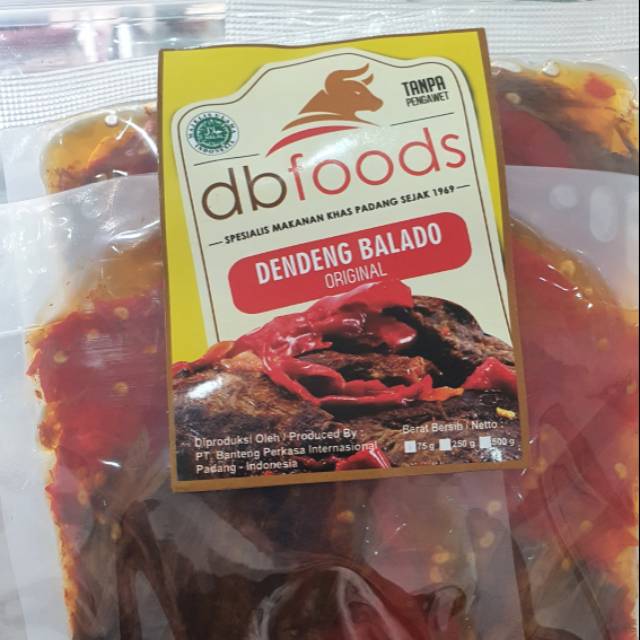 TANPA
PENGAWET
dbfoods
SPESIALIS MAKANAN KHAS PADANG SEJAK 1969
DENDENG BALADO
ORIGINAL
Diproduksi Oleh / Produced By :
PT. Banteng Perkasa Internasional
Padang - Indonesia
Berat Bersih / Netto :
75 g 250 g 500 g